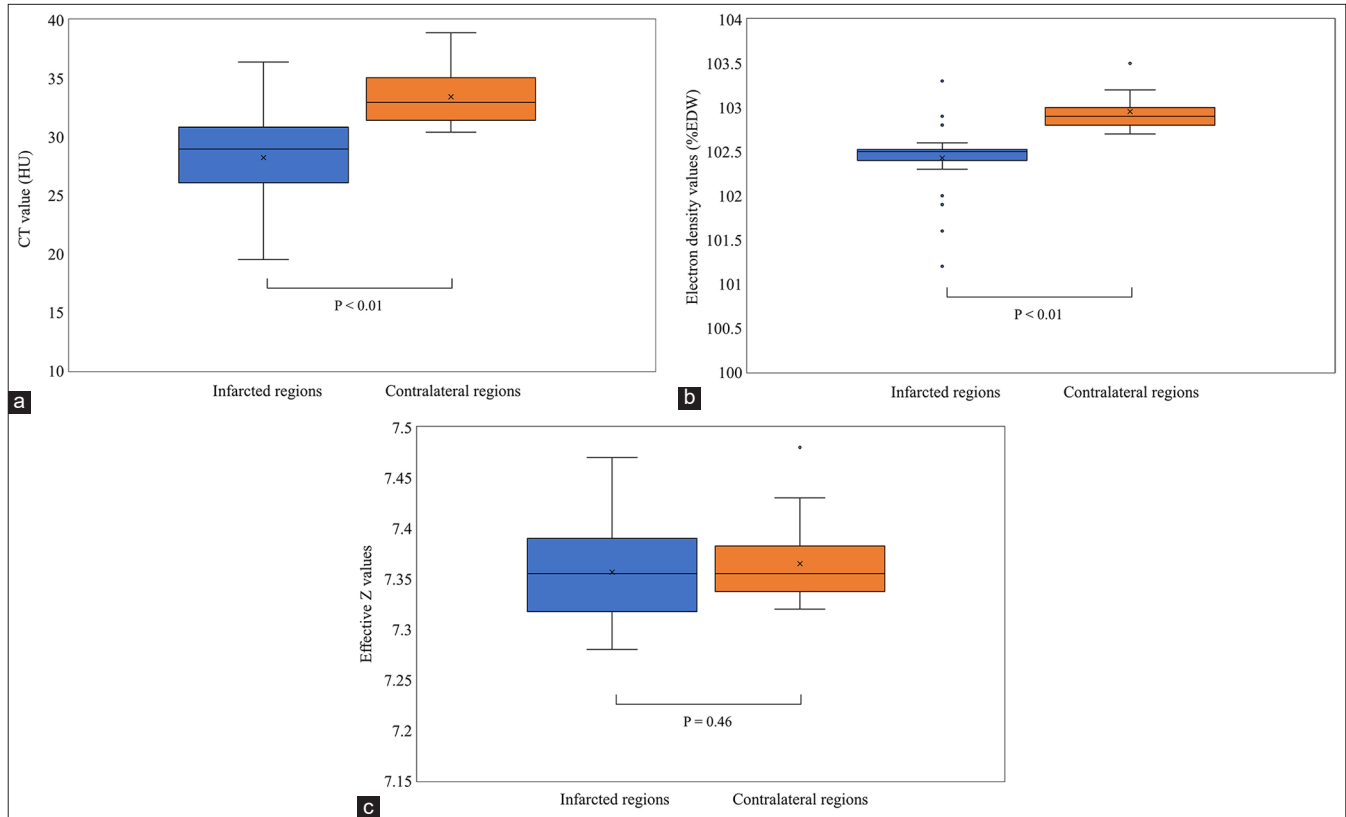 40
35
30
25
20
15
10
CT value (HU)
P < 0.01
Infarcted regions
Contralateral regions
a
104
103.5
103
102.5
102
101.5
101
100.5
100
Electron density values (%EDW)
P < 0.01
Infarcted regions
Contralateral regions
b
7.5
7.45
7.4
7.35
7.3
7.25
7.2
7.15
Effective Z values
P = 0.46
Infarcted regions
Contralateral regions
c